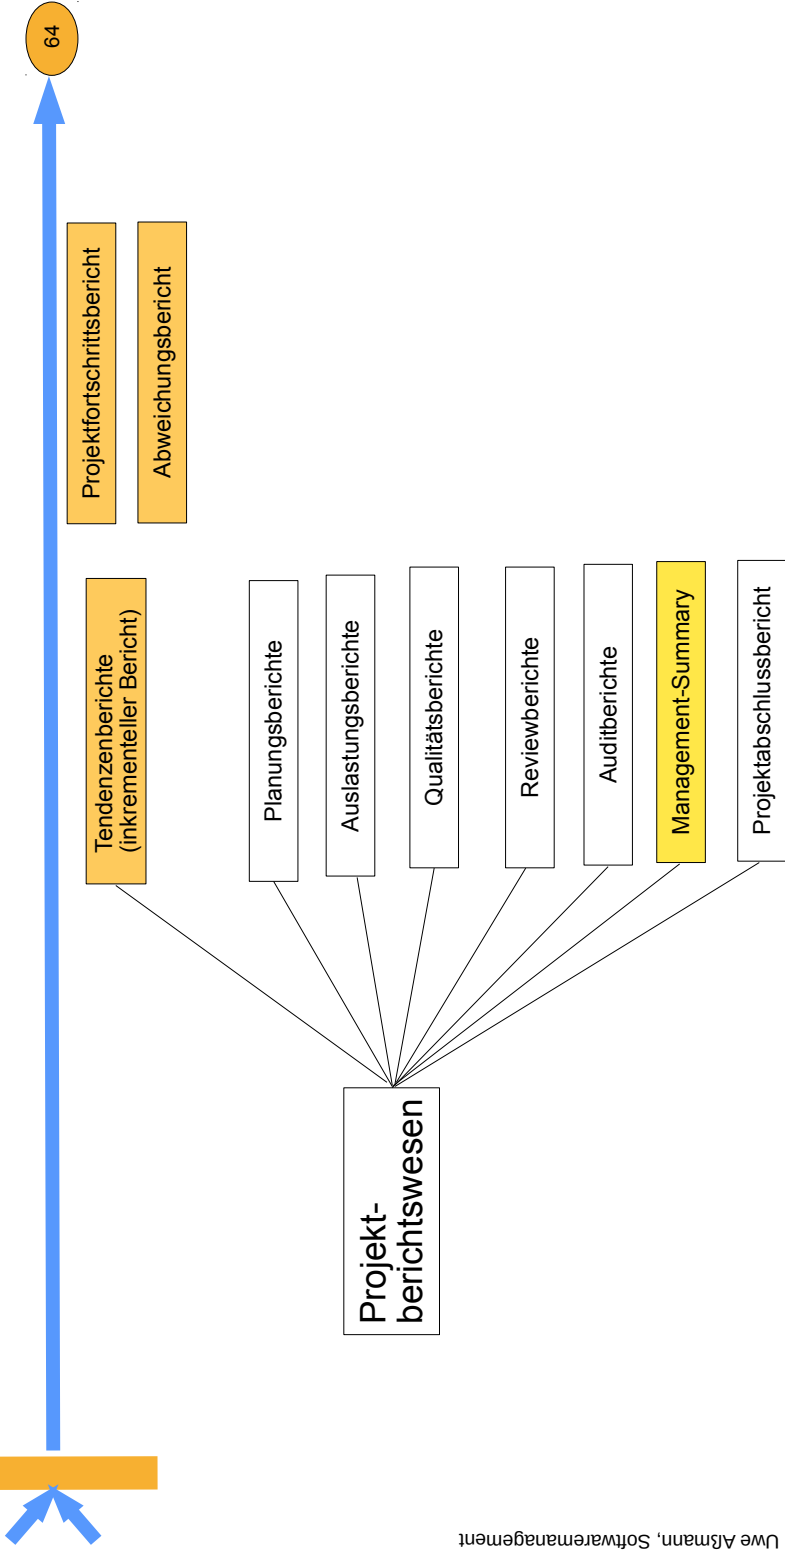 64
Projekt-
berichtswesen
Tendenzenberichte
(inkrementeller Bericht)
Projektfortschrittsbericht
Abweichungsbericht
Planungsberichte
Auslastungsberichte
Qualitätsberichte
Reviewberichte
Auditberichte
Management-Summary
Projektabschlussbericht
Uwe Aßmann, Softwaremanagement